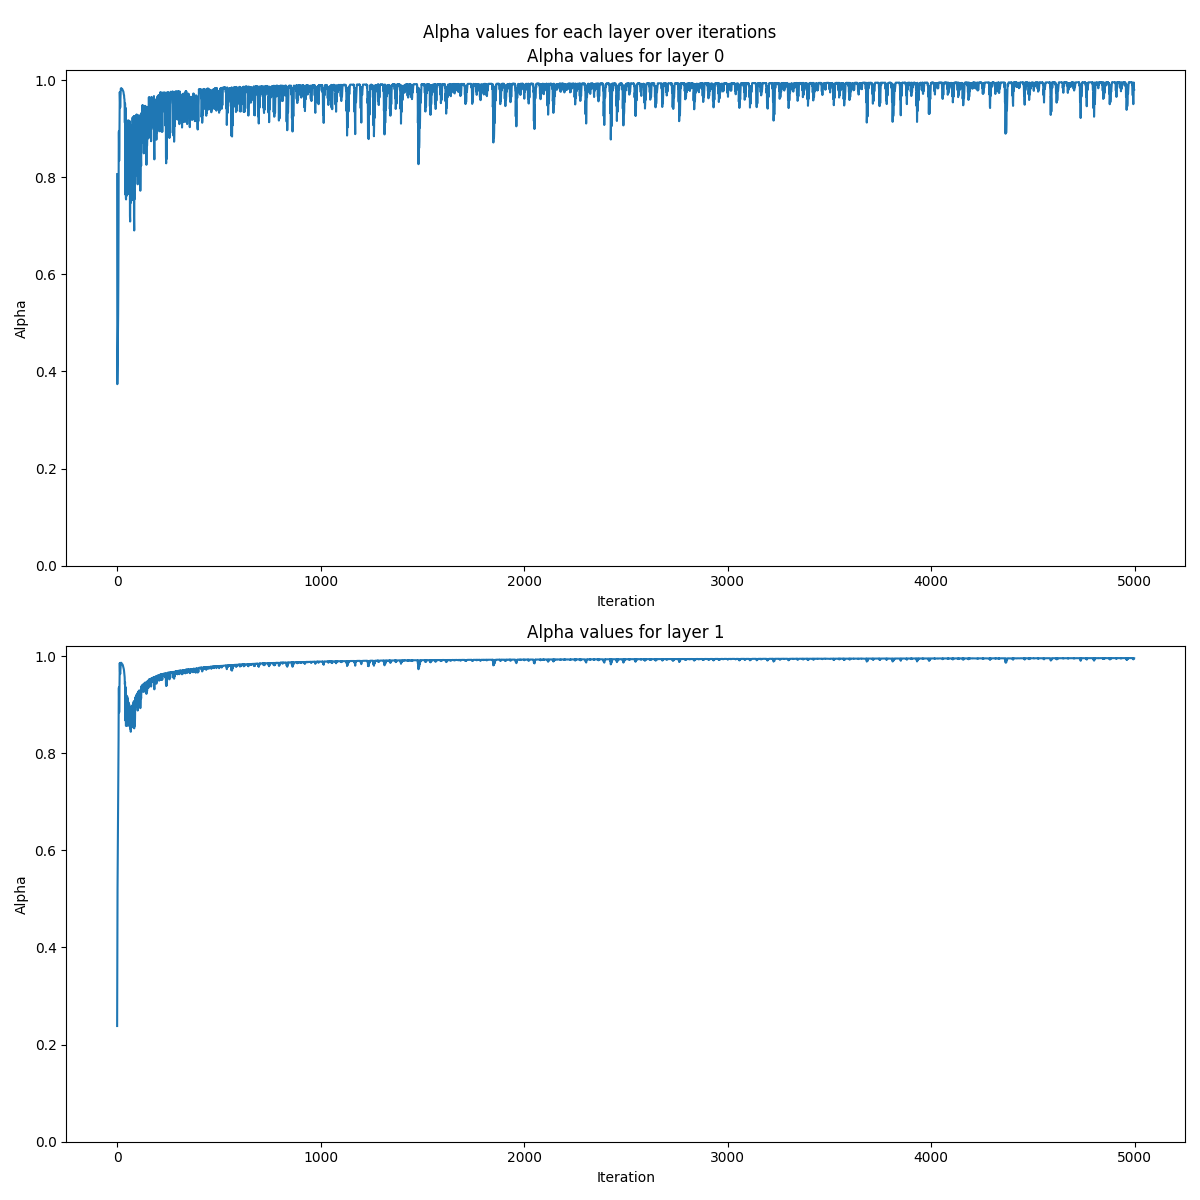 Alpha values for each layer over iterations
Alpha values for layer 0
1.0
0.8
0.6
0.4
0.2
0.0
Alpha
0 1000 2000 3000 4000 5000
Iteration
Alpha values for layer 1
1.0
0.8
0.6
0.4
0.2
0.0
Alpha
0 1000 2000 3000 4000 5000
Iteration